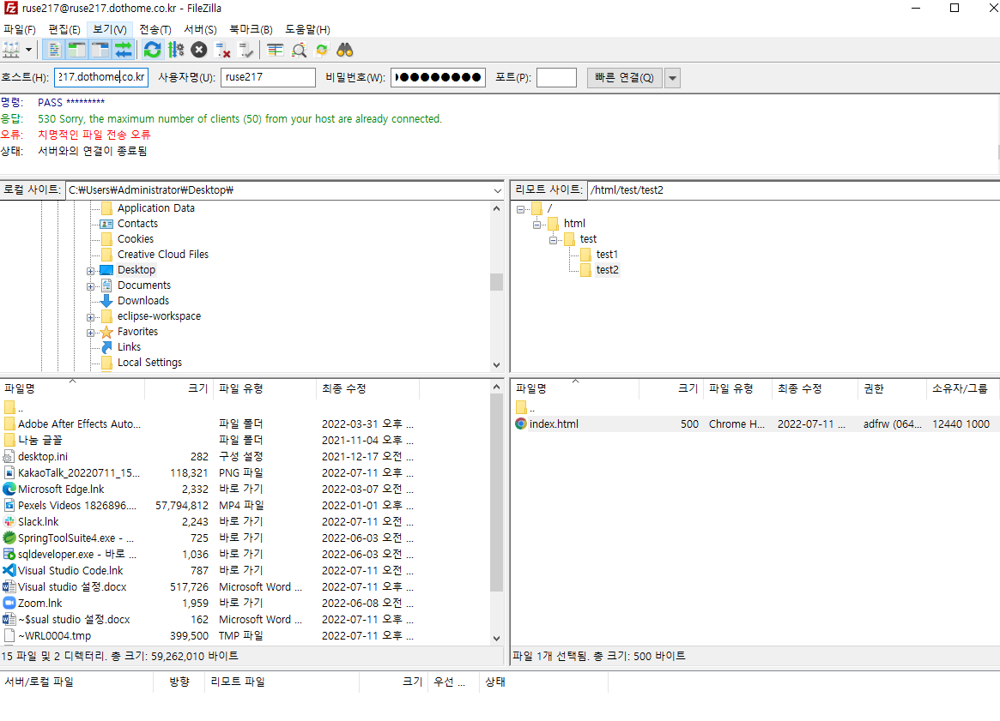 ruse217@ruse217.dothome.co.kr - FileZilla
파일(F) 편집(E) 보기(V) 전송(T) 서버(S) 북마크(B) 도움말(H)
호스트(H): 217.dothome.co.kr 사용자명(U): ruse217 비밀번호(W): ●●●●●●●●● 포트(P): 빠른 연결(Q)
명령: PASS *********
응답: 530 Sorry, the maximum number of clients (50) from your host are already connected.
오류: 치명적인 파일 전송 오류
상태: 서버와의 연결이 종료됨
로컬 사이트: C:₩Users₩Administrator₩Desktop₩
Application Data
Contacts
Cookies
Creative Cloud Files
Desktop
Documents
Downloads
eclipse-workspace
Favorites
Links
Local Settings
리모트 사이트: /html/test/test2
/
html
test
test1
test2
파일명 크기 파일 유형 최종 수정
..
Adobe After Effects Auto... 파일 폴더 2022-03-31 오후 ...
나눔 글꼴 파일 폴더 2021-11-04 오후 ...
desktop.ini 282 구성 설정 2021-12-17 오전 ...
KakaoTalk_20220711_15... 118,321 PNG 파일 2022-07-11 오후 ...
Microsoft Edge.lnk 2,332 바로 가기 2022-03-07 오전 ...
Pexels Videos 1826896.... 57,794,812 MP4 파일 2022-01-01 오후 ...
Slack.lnk 2,243 바로 가기 2022-07-11 오전 ...
SpringToolSuite4.exe - ... 725 바로 가기 2022-06-03 오전 ...
sqldeveloper.exe - 바로 ... 1,036 바로 가기 2022-06-03 오전 ...
Visual Studio Code.lnk 787 바로 가기 2022-07-11 오전 ...
Visual studio 설정.docx 517,726 Microsoft Word ... 2022-07-11 오후 ...
Zoom.lnk 1,959 바로 가기 2022-06-08 오전 ...
~$sual studio 설정.docx 162 Microsoft Word ... 2022-07-11 오후 ...
~WRL0004.tmp 399,500 TMP 파일 2022-07-11 오후 ...
15 파일 및 2 디렉터리. 총 크기: 59,262,010 바이트
파일명 크기 파일 유형 최종 수정 권한 소유자/그룹
..
index.html 500 Chrome H... 2022-07-11 ... adfrw (064... 12440 1000
파일 1개 선택됨. 총 크기: 500 바이트
서버/로컬 파일 방향 리모트 파일 크기 우선 ... 상태